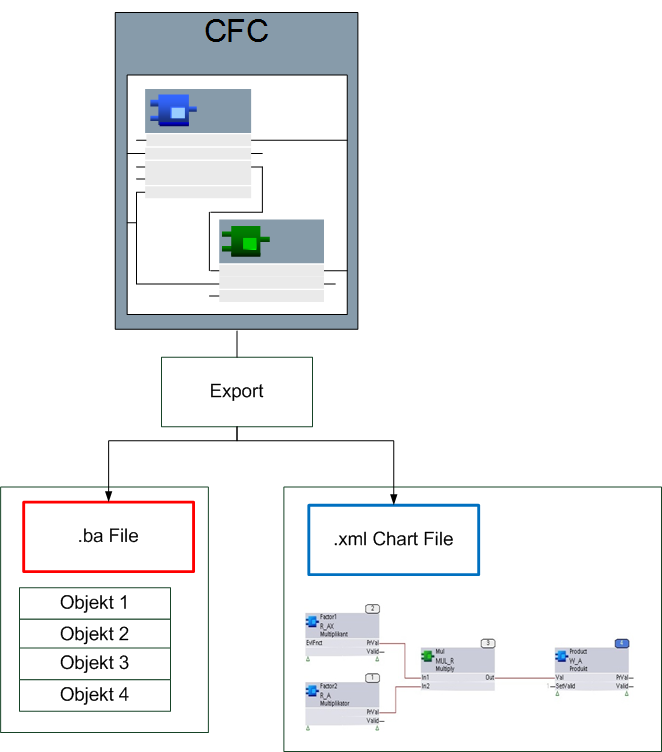 CFC
Export
.ba File
Objekt 1
Objekt 2
Objekt 3
Objekt 4
.xml Chart File
2
Factor1
R_AX
Multiplikant
EvlFnct PrVal
Valid
1
Factor2
R_A
Multiplikator
PrVal
Valid
3
Mul
MUL_R
Multiply
In1 Out
In2
4
Product
W_A
Produkt
Val PrVal
SetValid Valid